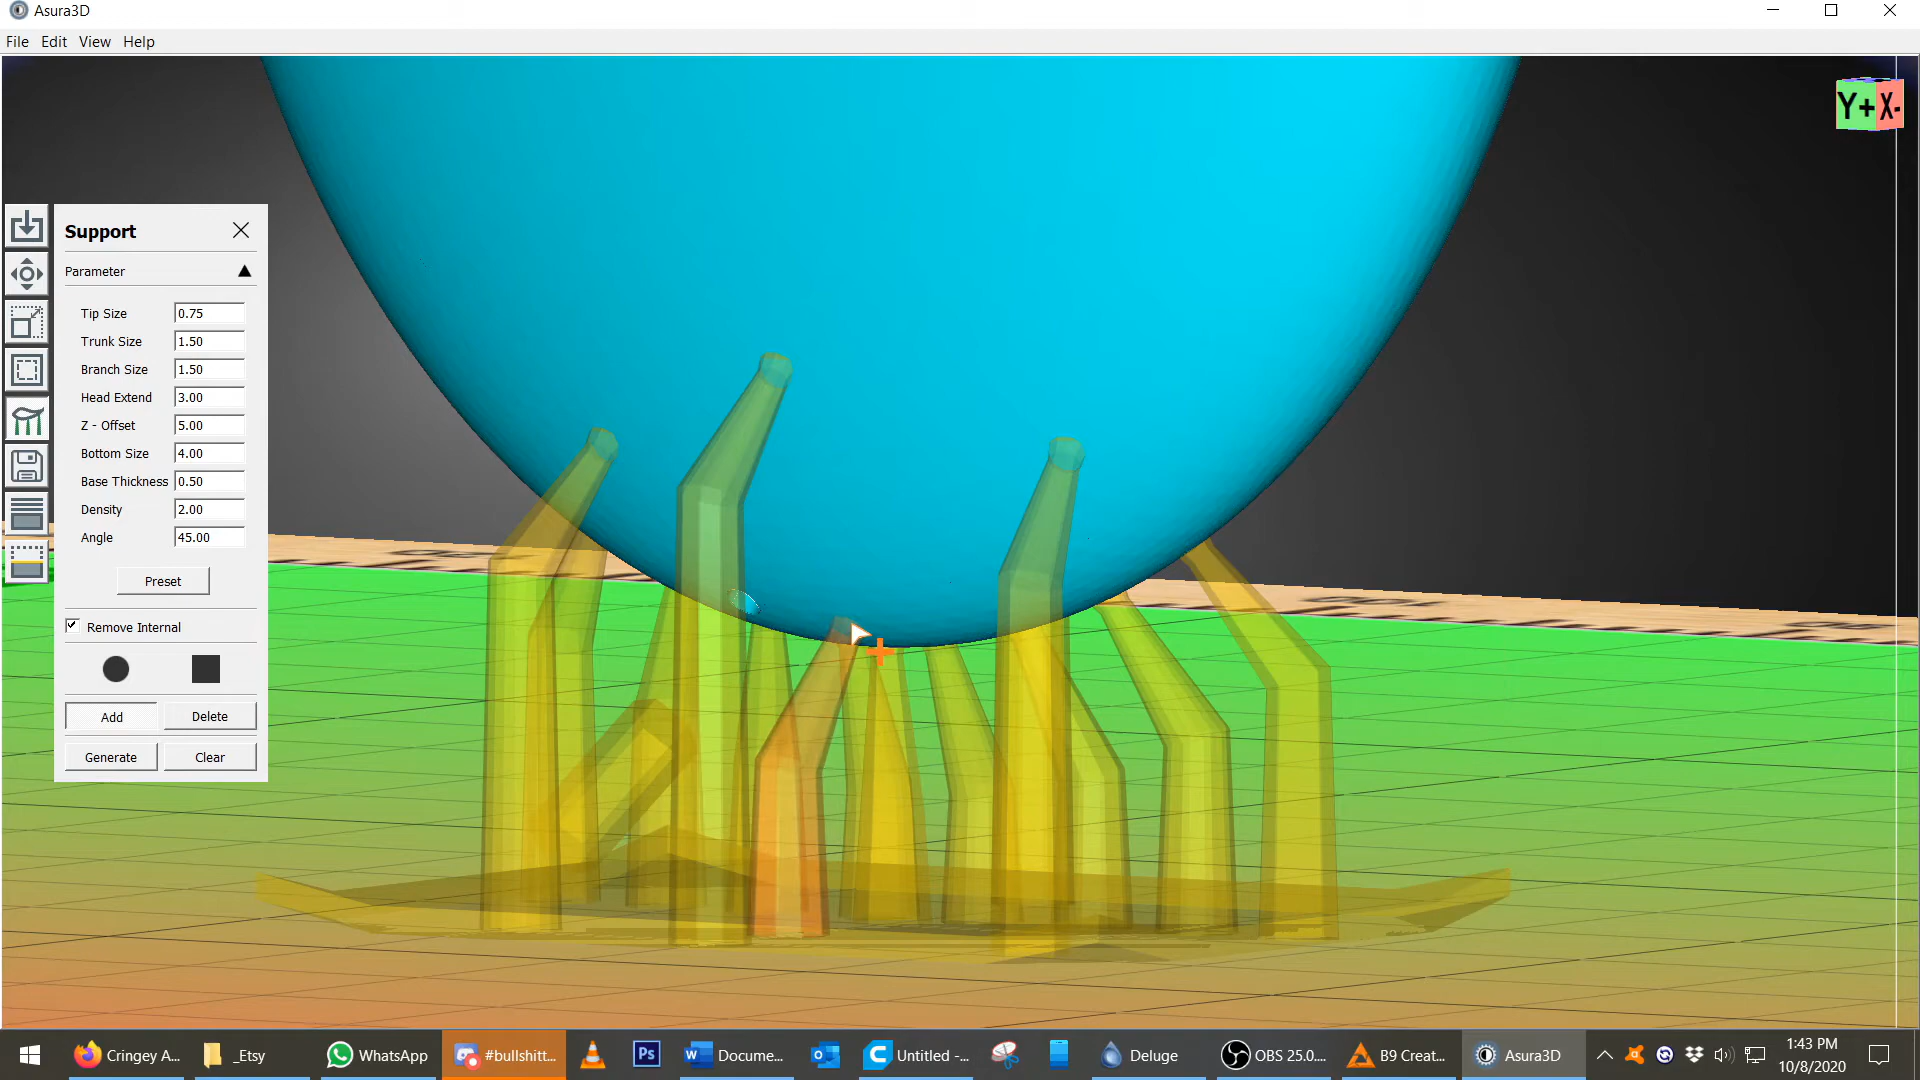 Asura3D
File Edit View Help
Y+ X-
Support
Parameter
Tip Size 0.75
Trunk Size 1.50
Branch Size 1.50
Head Extend 3.00
Z - Offset 5.00
Bottom Size 4.00
Base Thickness 0.50
Density 2.00
Angle 45.00
Preset
Remove Internal
Add Delete
Generate Clear
Cringey A... _Etsy WhatsApp #bullshitt... Ps W Docume... Untitled -... Deluge OBS 25.0.... B9 Creat... Asura3D
1:43 PM
10/8/2020